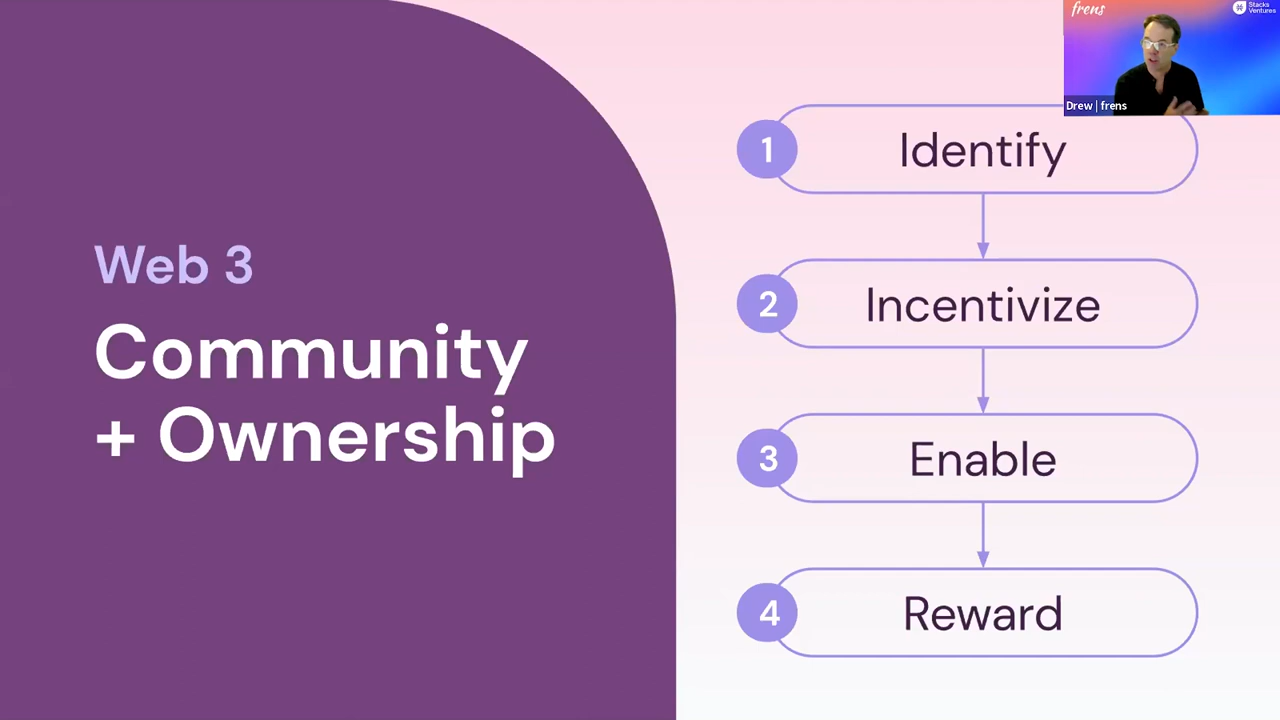 Web 3
Community
+ Ownership
1 Identify
2 Incentivize
3 Enable
4 Reward
frens
Stacks
Ventures
Drew | frens